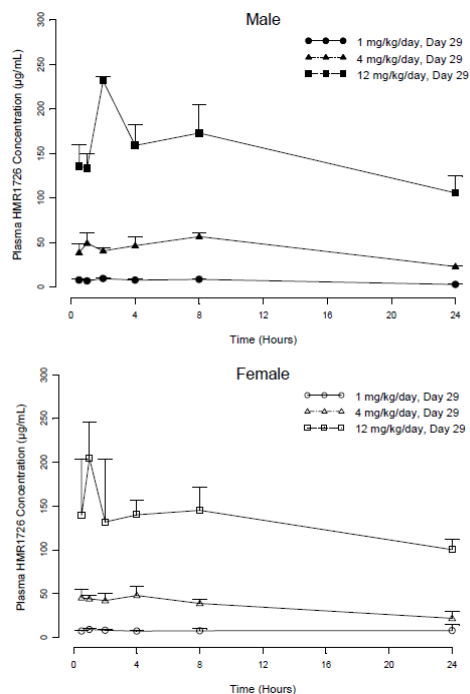 Male
1 mg/kg/day, Day 29
4 mg/kg/day, Day 29
12 mg/kg/day, Day 29
Plasma HMR1726 Concentration (µg/mL)
300
250
200
150
100
50
0
0 4 8 12 16 20 24
Time (Hours)
Female
1 mg/kg/day, Day 29
4 mg/kg/day, Day 29
12 mg/kg/day, Day 29
Plasma HMR1726 Concentration (µg/mL)
300
250
200
150
100
50
0
0 4 8 12 16 20 24
Time (Hours)